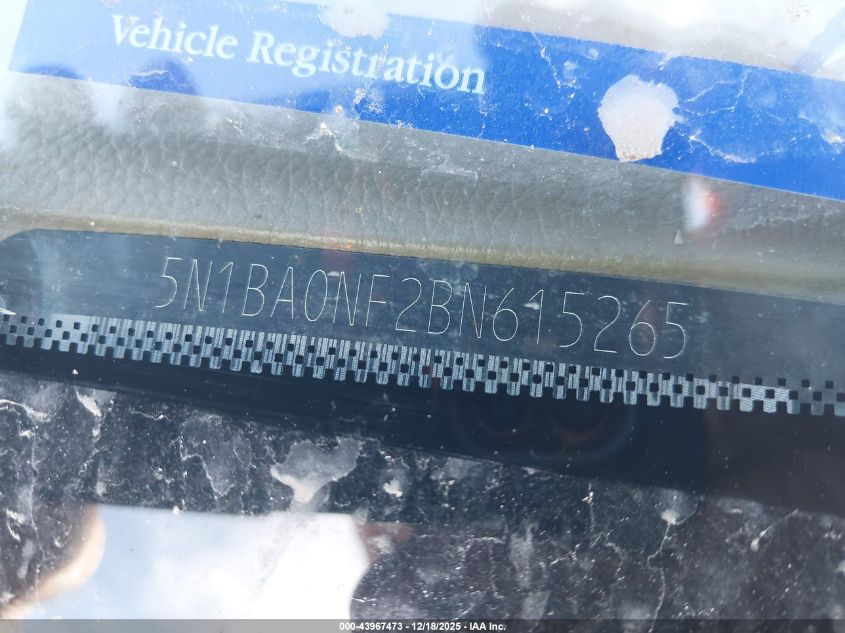 Vehicle Registration
5N1BA0NF2BN615265
000-43967473 - 12/18/2025 - IAA Inc.